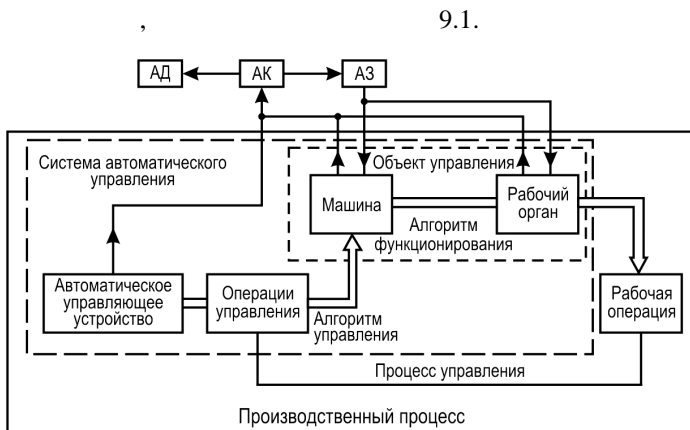 , 9.1.
АД АК АЗ
Система автоматического
управления
Объект управления
Машина
Рабочий
орган
Алгоритм
функционирования
Автоматическое
управляющее
устройство
Операции
управления
Алгоритм
управления
Рабочая
операция
Процесс управления
Производственный процесс